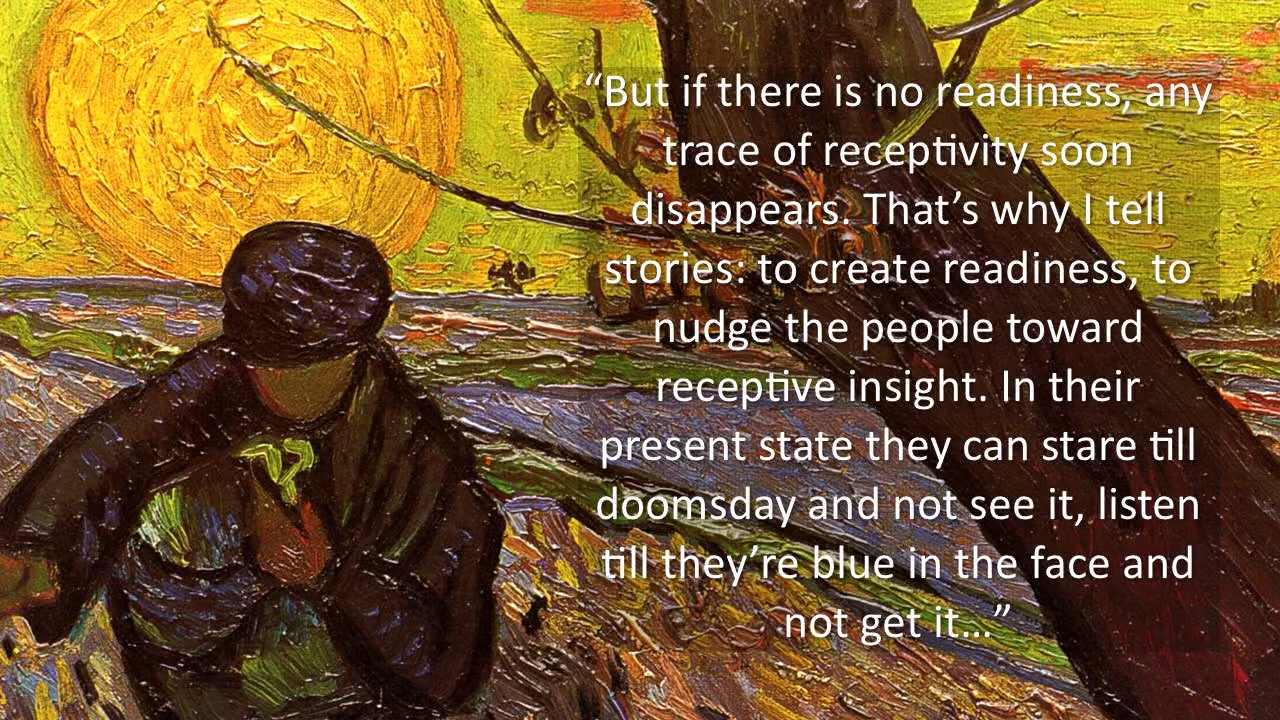 “But if there is no readiness, any
trace of receptivity soon
disappears. That’s why I tell
stories: to create readiness, to
nudge the people toward
receptive insight. In their
present state they can stare till
doomsday and not see it, listen
till they’re blue in the face and
not get it…”